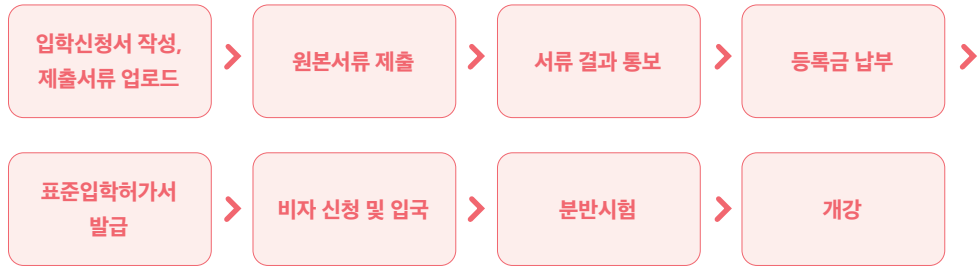 입학신청서 작성,
제출서류 업로드
원본서류 제출
서류 결과 통보
등록금 납부
표준입학허가서
발급
비자 신청 및 입국
분반시험
개강